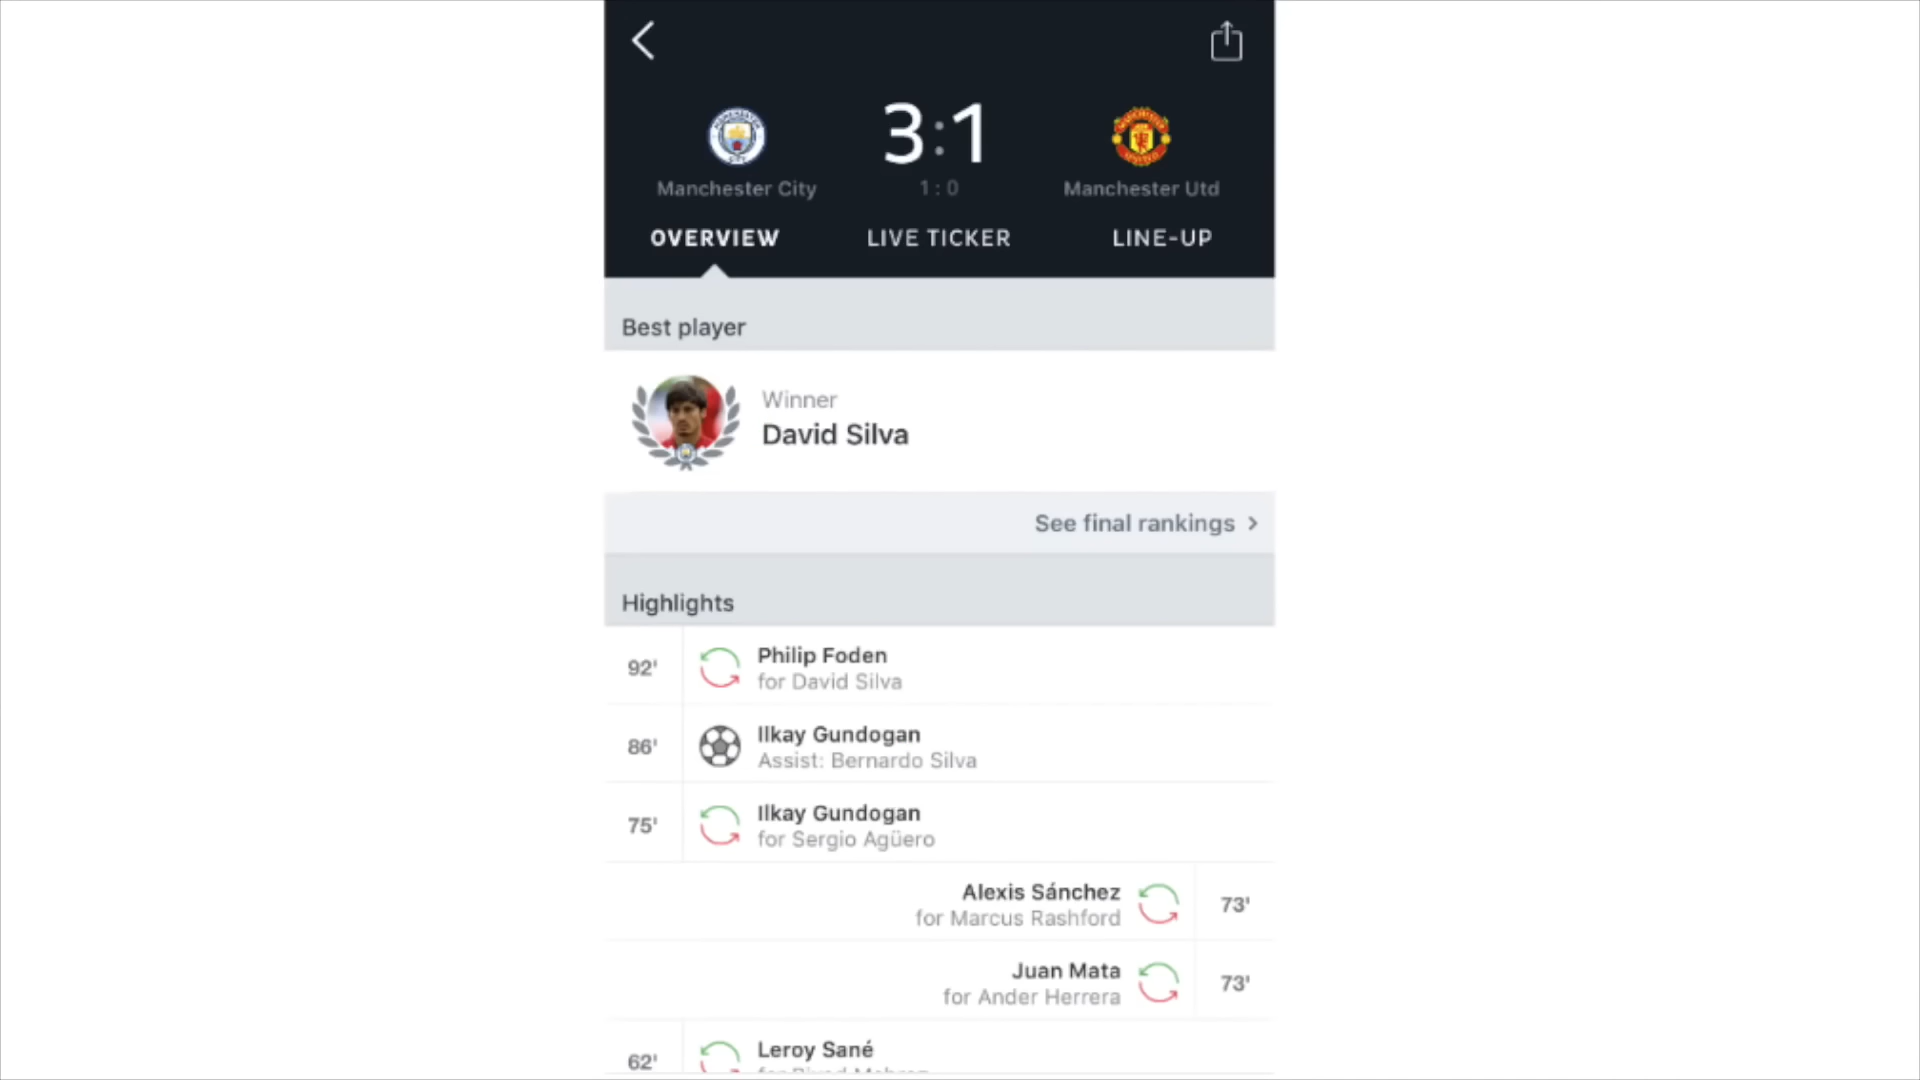 3:1
Manchester City
1 : 0
Manchester Utd
OVERVIEW
LIVE TICKER
LINE-UP
Best player
Winner
David Silva
See final rankings
Highlights
92'
Philip Foden
for David Silva
86'
Ilkay Gundogan
Assist: Bernardo Silva
75'
Ilkay Gundogan
for Sergio Agüero
Alexis Sánchez
for Marcus Rashford
73'
Juan Mata
for Ander Herrera
73'
62'
Leroy Sané